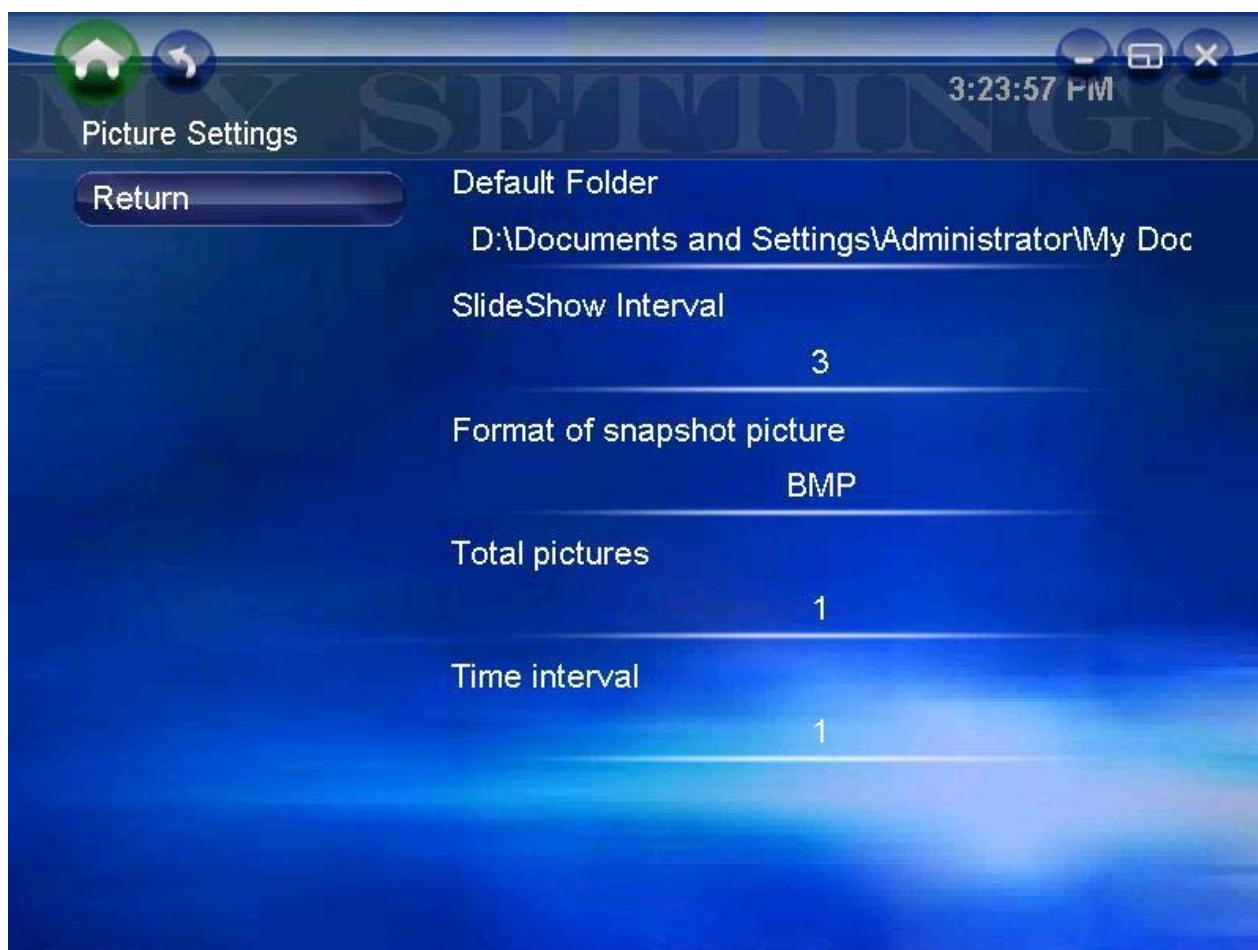 MY SETTINGS
3:23:57 PM
Picture Settings
Return
Default Folder
D:\Documents and Settings\Administrator\My Doc
SlideShow Interval
3
Format of snapshot picture
BMP
Total pictures
1
Time interval
1